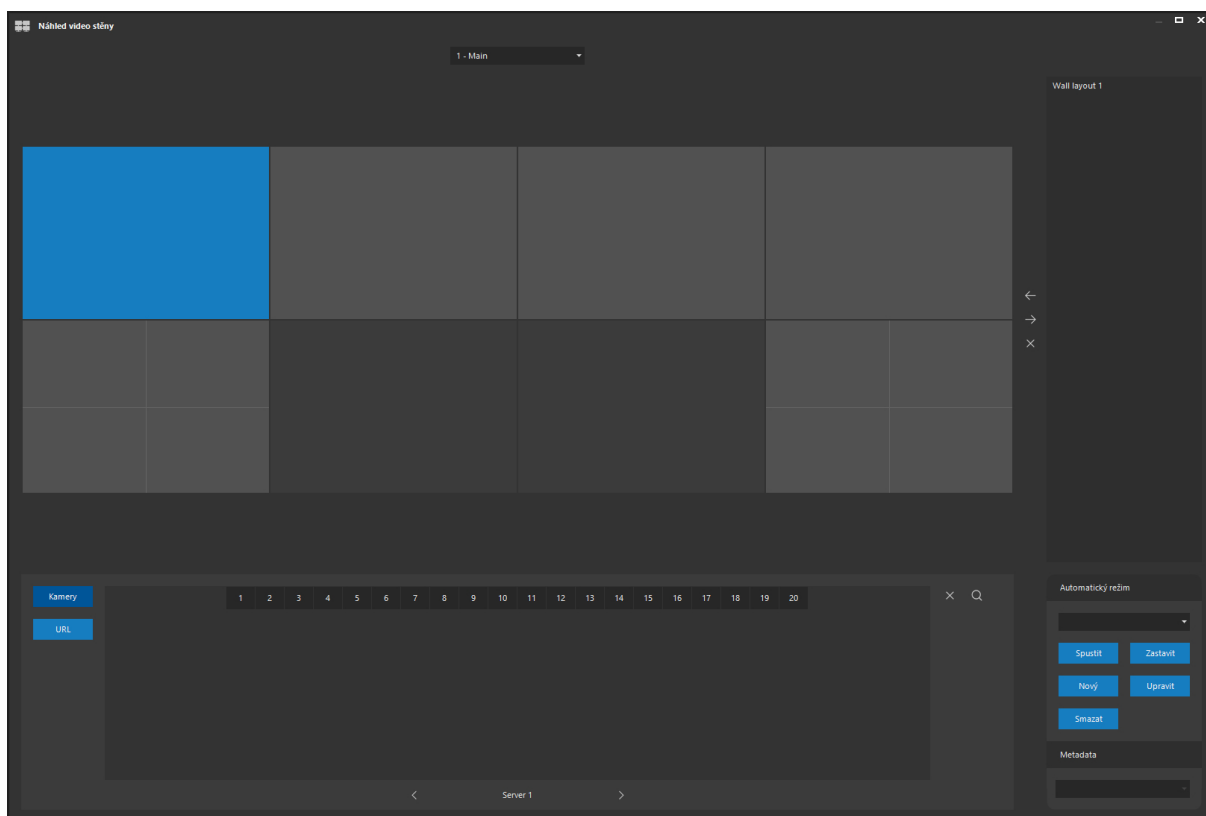 Náhled video stěny
1 - Main
Wall layout 1
Kamery
1 2 3 4 5 6 7 8 9 10 11 12 13 14 15 16 17 18 19 20
URL
Server 1
Automatický režim
Spustit Zastavit
Nový Upravit
Smazat
Metadata